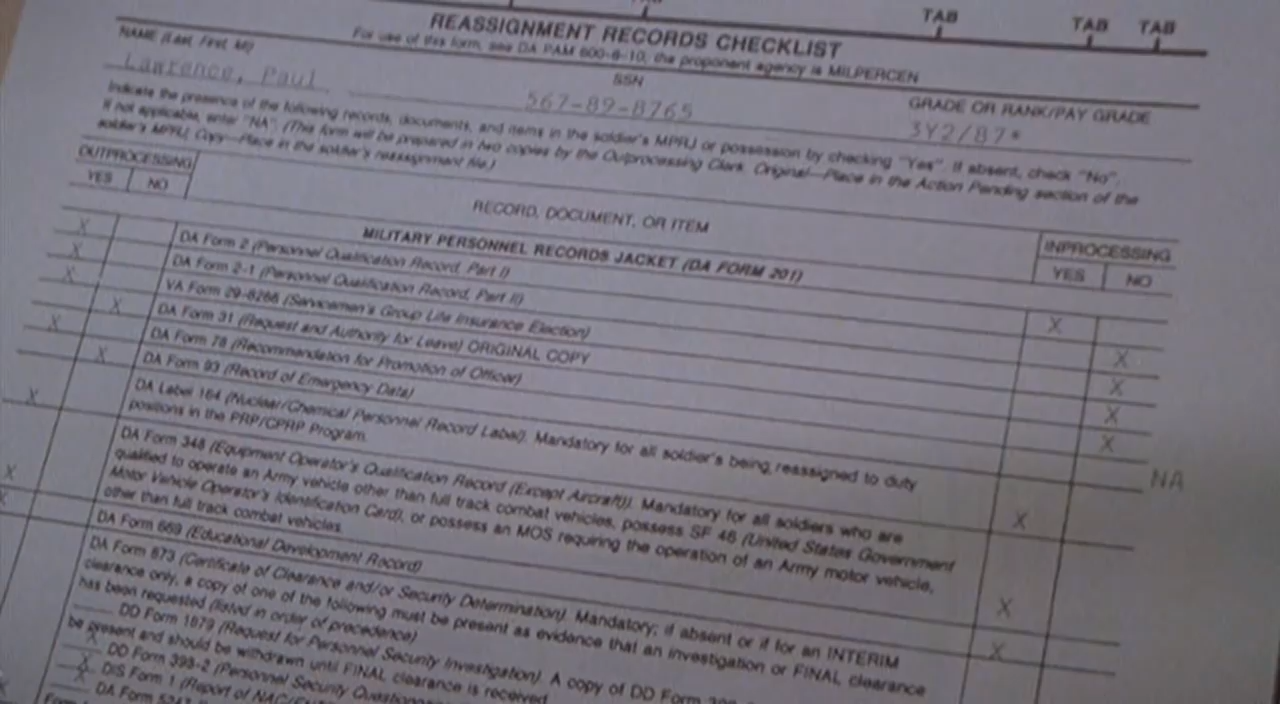 TAB TAB TAB
REASSIGNMENT RECORDS CHECKLIST
For use of this form, see DA PAM 600-8-10, the proponent agency is MILPERCEN
NAME (Last, First, MI) SSN GRADE OR RANK/PAY GRADE
Lawrence, Paul 567-89-8765 3Y2/87*
Indicate the presence of the following records, documents, and items in the soldier's MPRJ or possession by checking "Yes". If absent, check "No".
If not applicable, enter "NA". (This form will be prepared in two copies by the Outprocessing Clerk. Original—Place in the Action Pending section of the
soldier's MPRJ, Copy—Place in the soldier's reassignment file.)
OUTPROCESSING
YES NO
RECORD, DOCUMENT, OR ITEM
INPROCESSING
YES NO
MILITARY PERSONNEL RECORDS JACKET (DA FORM 201)
X DA Form 2 (Personnel Qualification Record, Part I) X
X DA Form 2-1 (Personnel Qualification Record, Part II) X
X VA Form 29-8286 (Servicemen's Group Life Insurance Election) X
X DA Form 31 (Request and Authority for Leave) ORIGINAL COPY X
X DA Form 78 (Recommendation for Promotion of Officer) X
X DA Form 93 (Record of Emergency Data) NA
X DA Label 164 (Nuclear/Chemical Personnel Record Label). Mandatory for all soldier's being reassigned to duty
positions in the PRP/CPRP Program. X
X DA Form 348 (Equipment Operator's Qualification Record (Except Aircraft)). Mandatory for all soldiers who are
qualified to operate an Army vehicle other than full track combat vehicles, possess SF 46 (United States Government
Motor Vehicle Operator's Identification Card), or possess an MOS requiring the operation of an Army motor vehicle,
other than full track combat vehicles. X
X DA Form 669 (Educational Development Record) X
DA Form 873 (Certificate of Clearance and/or Security Determination). Mandatory; if absent or if for an INTERIM
clearance only, a copy of one of the following must be present as evidence that an investigation or FINAL clearance
has been requested (listed in order of precedence)
DD Form 1879 (Request for Personnel Security Investigation). A copy of DD Form
be present and should be withdrawn until FINAL clearance is received
X DD Form 398-2 (Personnel Security
X DIS Form 1 (Report of
X DA Form